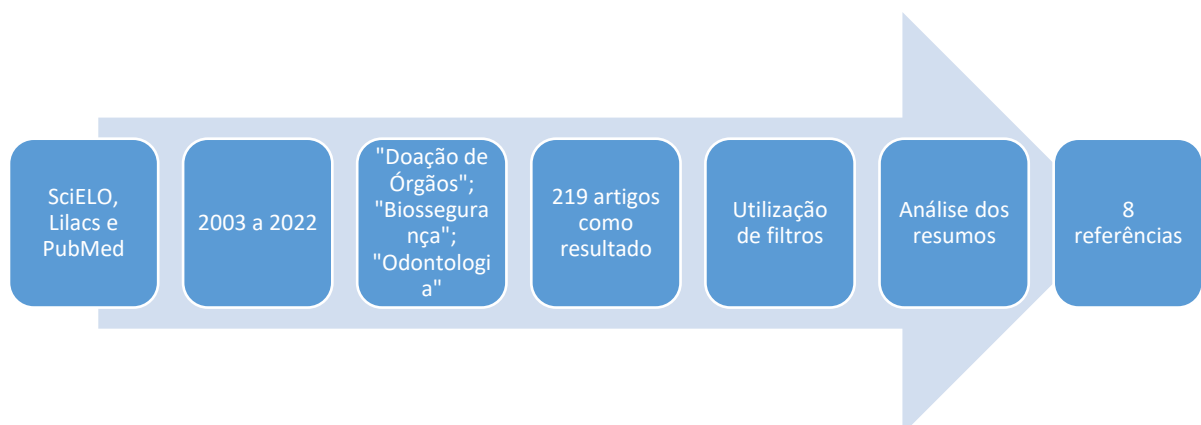 SciELO,
Lilacs e
PubMed
2003 a 2022
"Doação de
Órgãos";
"Biossegura
nça";
"Odontologi
a"
219 artigos
como
resultado
Utilização
de filtros
Análise dos
resumos
8
referências